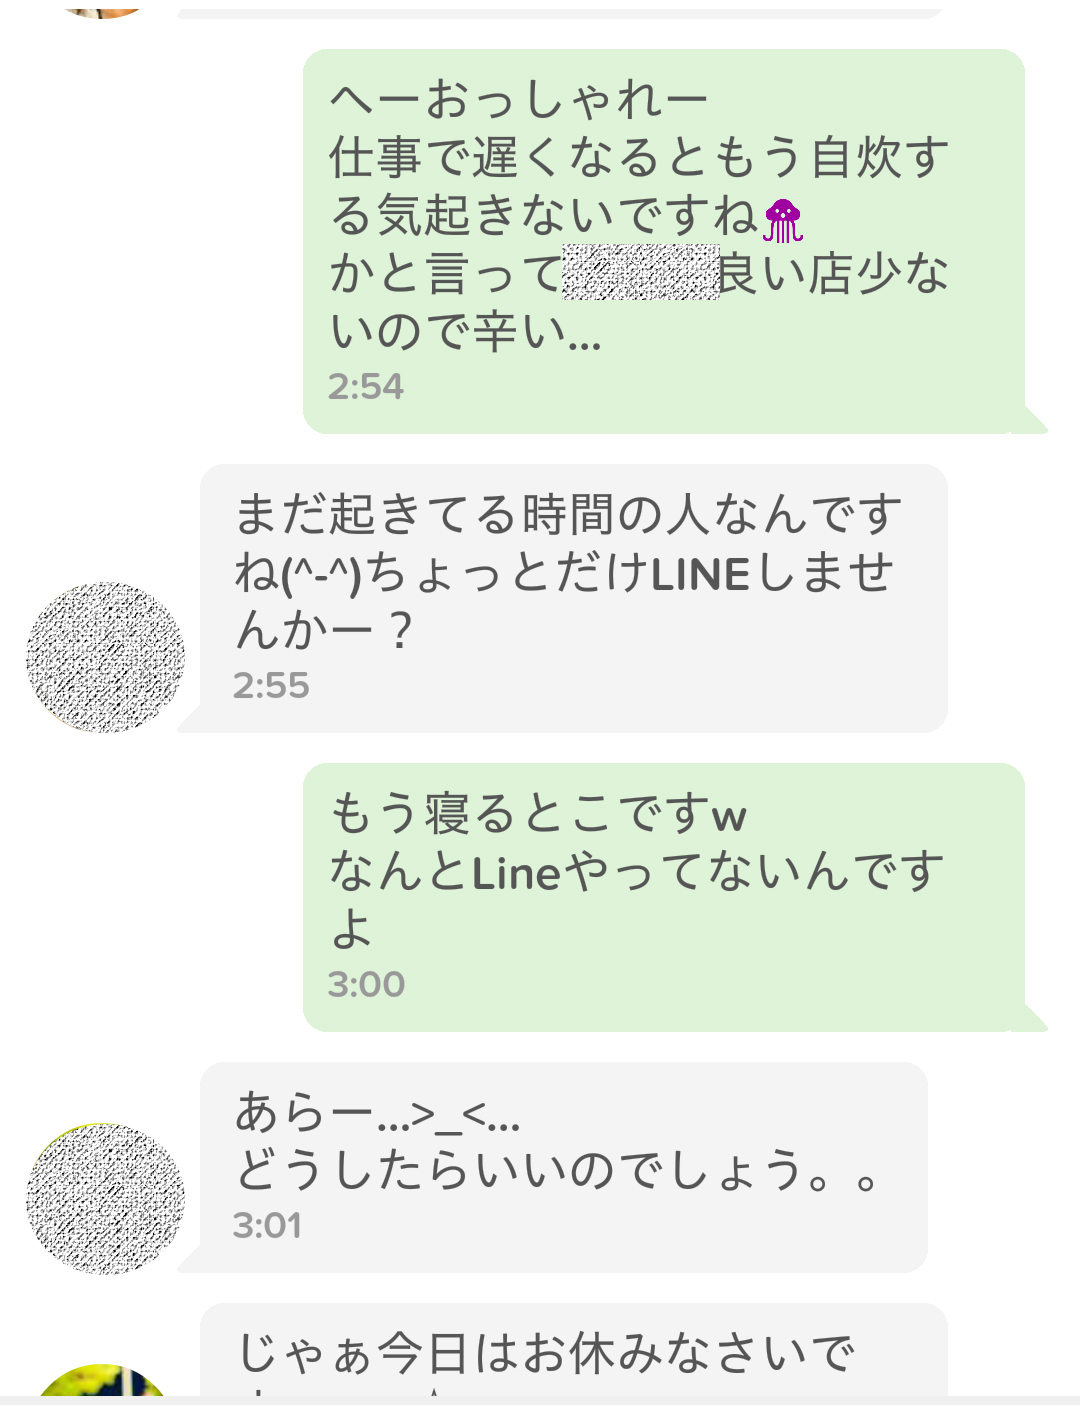 へーおっしゃれー
仕事で遅くなるともう自炊す
る気起きないですね
かと言って良い店少な
いので辛い...
2:54
まだ起きてる時間の人なんです
ね(^-^)ちょっとだけLINEしませ
んかー？
2:55
もう寝るとこですw
なんとLineやってないんです
よ
3:00
あらー...>_<...
どうしたらいいのでしょう。。
3:01
じゃぁ今日はお休みなさいで